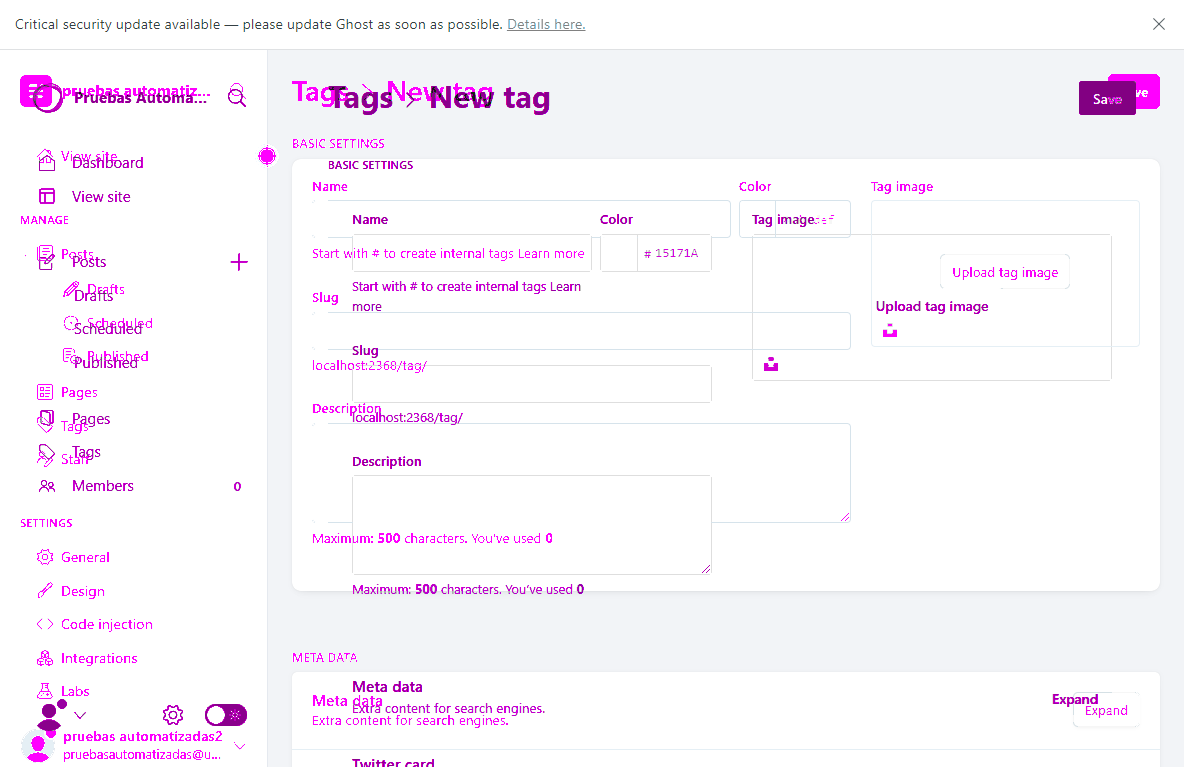 Critical security update available — please update Ghost as soon as possible. Details here.
pruebas automatiz...
Pruebas Automa...
Tags > New tag
Tags > New tag
Save
BASIC SETTINGS
BASIC SETTINGS
View site
Dashboard
View site
MANAGE
Posts
Posts
Drafts
Drafts
Scheduled
Scheduled
Published
Published
Pages
Pages
Tags
Tags
Staff
Members 0
SETTINGS
General
Design
Code injection
Integrations
Labs
pruebas automatizadas2
pruebasautomatizadas@u...
Name
Color
Tag image
Name
Color
Tag image
Start with # to create internal tags Learn more
# 15171A
Upload tag image
Start with # to create internal tags Learn
more
Upload tag image
Slug
Slug
localhost:2368/tag/
localhost:2368/tag/
Description
Description
Maximum: 500 characters. You've used 0
Maximum: 500 characters. You've used 0
META DATA
Meta data
Meta data
Expand
Expand
Extra content for search engines.
Extra content for search engines.
Twitter card